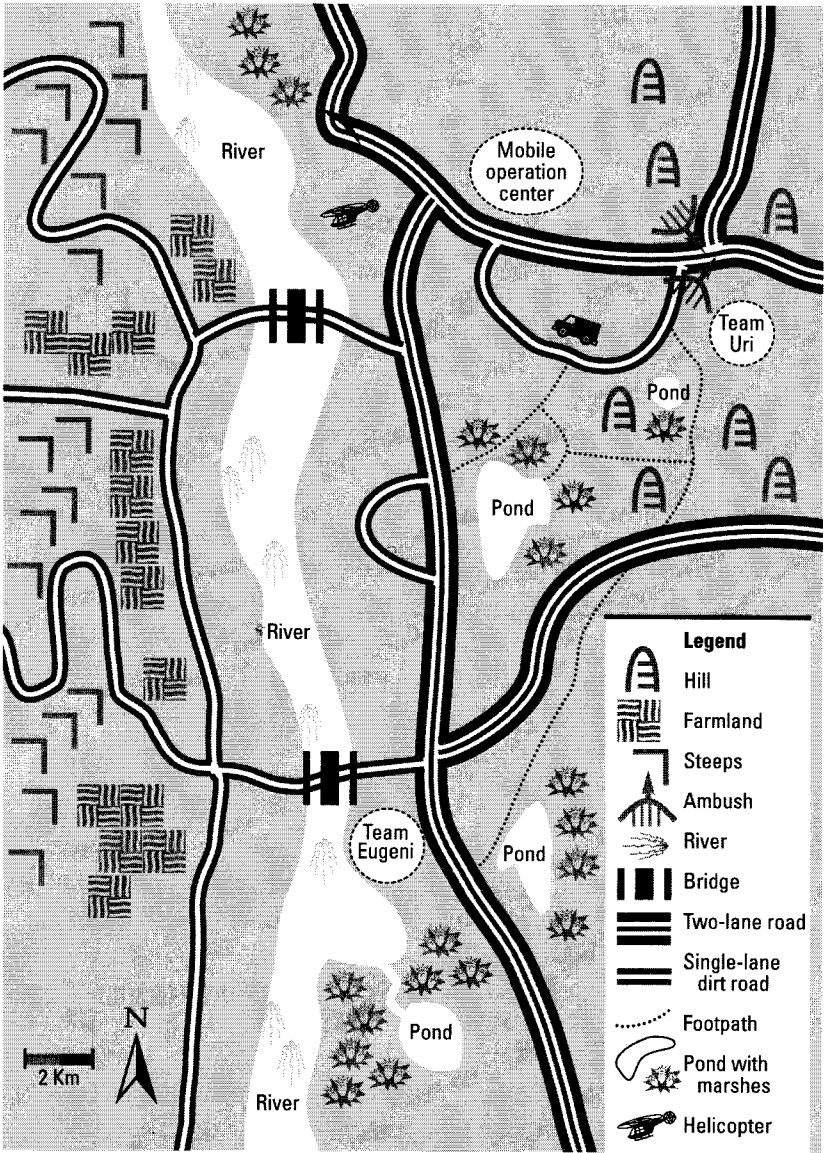 River
Mobile
operation
center
Team
Uri
Pond
Pond
River
Team
Eugeni
Pond
Pond
River
N
2 Km
Legend
Hill
Farmland
Steeps
Ambush
River
Bridge
Two-lane road
Single-lane
dirt road
Footpath
Pond with
marshes
Helicopter